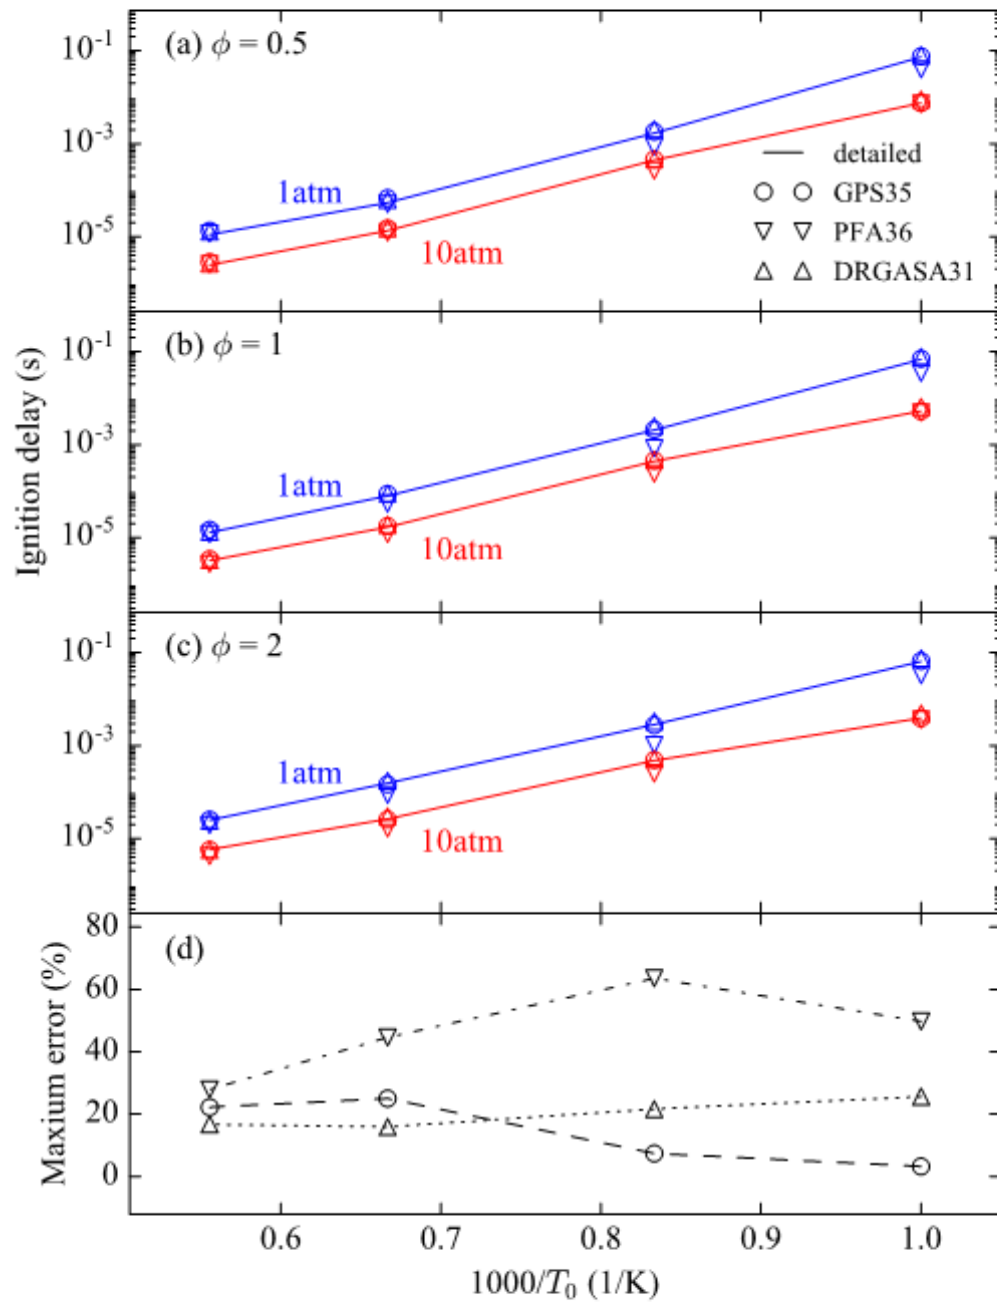 (a) ϕ = 0.5
10⁻¹
10⁻³
10⁻⁵
1atm
10atm
detailed
GPS35
PFA36
DRGASA31
(b) ϕ = 1
10⁻¹
10⁻³
10⁻⁵
1atm
10atm
Ignition delay (s)
(c) ϕ = 2
10⁻¹
10⁻³
10⁻⁵
1atm
10atm
(d)
80
60
40
20
0
Maxium error (%)
0.6 0.7 0.8 0.9 1.0
1000/T₀ (1/K)